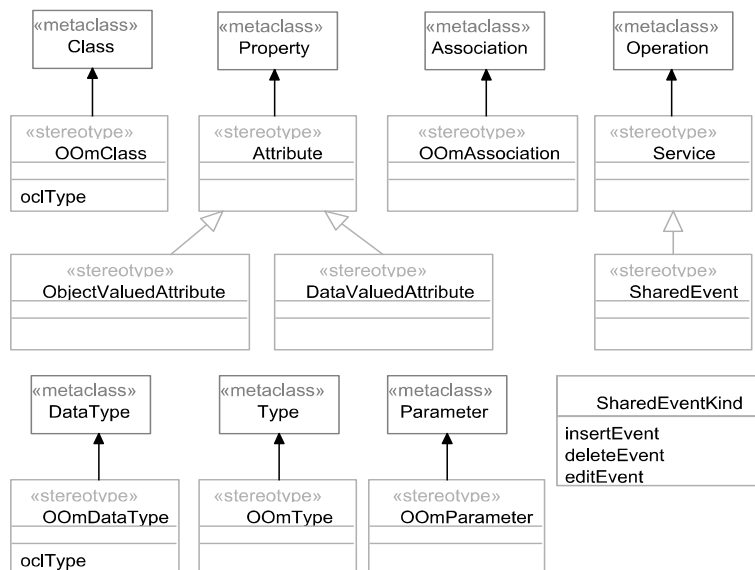 «metaclass»
Class
«metaclass»
Property
«metaclass»
Association
«metaclass»
Operation
«stereotype»
OOmClass
oclType
«stereotype»
Attribute
«stereotype»
OOmAssociation
«stereotype»
Service
«stereotype»
ObjectValuedAttribute
«stereotype»
DataValuedAttribute
«stereotype»
SharedEvent
«metaclass»
DataType
«metaclass»
Type
«metaclass»
Parameter
SharedEventKind
insertEvent
deleteEvent
editEvent
«stereotype»
OOmDataType
oclType
«stereotype»
OOmType
«stereotype»
OOmParameter